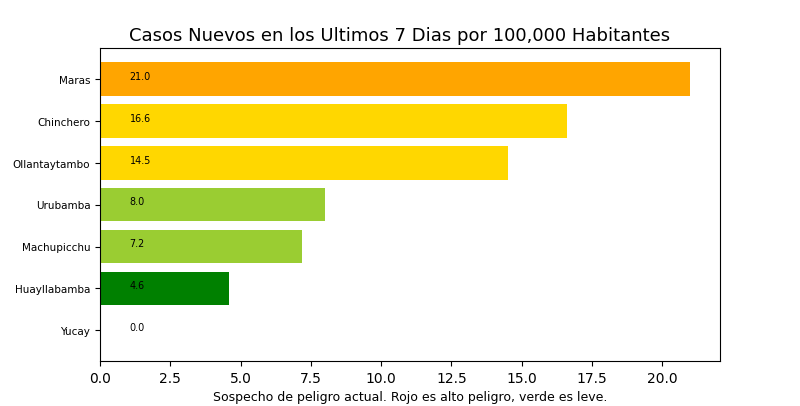 Casos Nuevos en los Ultimos 7 Dias por 100,000 Habitantes
Maras 21.0
Chinchero 16.6
Ollantaytambo 14.5
Urubamba 8.0
Machupicchu 7.2
Huayllabamba 4.6
Yucay 0.0
0.0 2.5 5.0 7.5 10.0 12.5 15.0 17.5 20.0
Sospecho de peligro actual. Rojo es alto peligro, verde es leve.